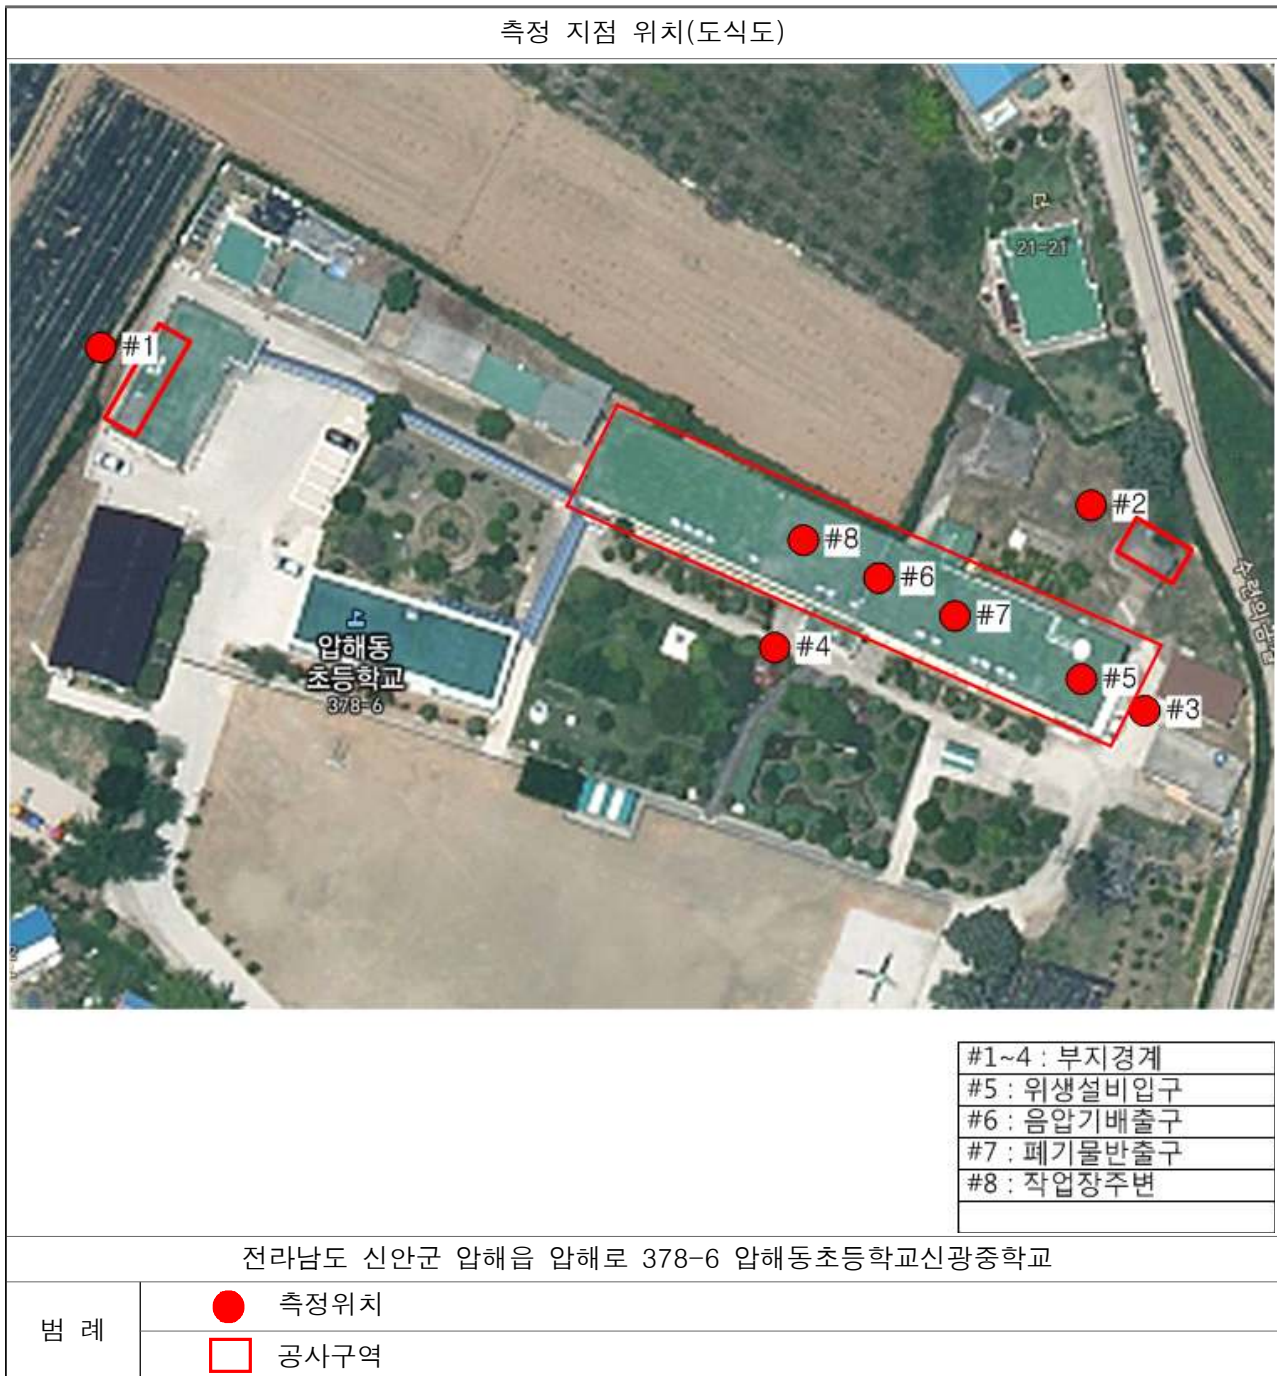 측정 지점 위치(도식도)
21-21
#1
#2
#8
#6
#7
#4
#5
#3
압해동
초등학교
378-6
#1~4 : 부지경계
#5 : 위생설비입구
#6 : 음압기배출구
#7 : 폐기물반출구
#8 : 작업장주변
전라남도 신안군 압해읍 압해로 378-6 압해동초등학교신광중학교
범 례
측정위치
공사구역